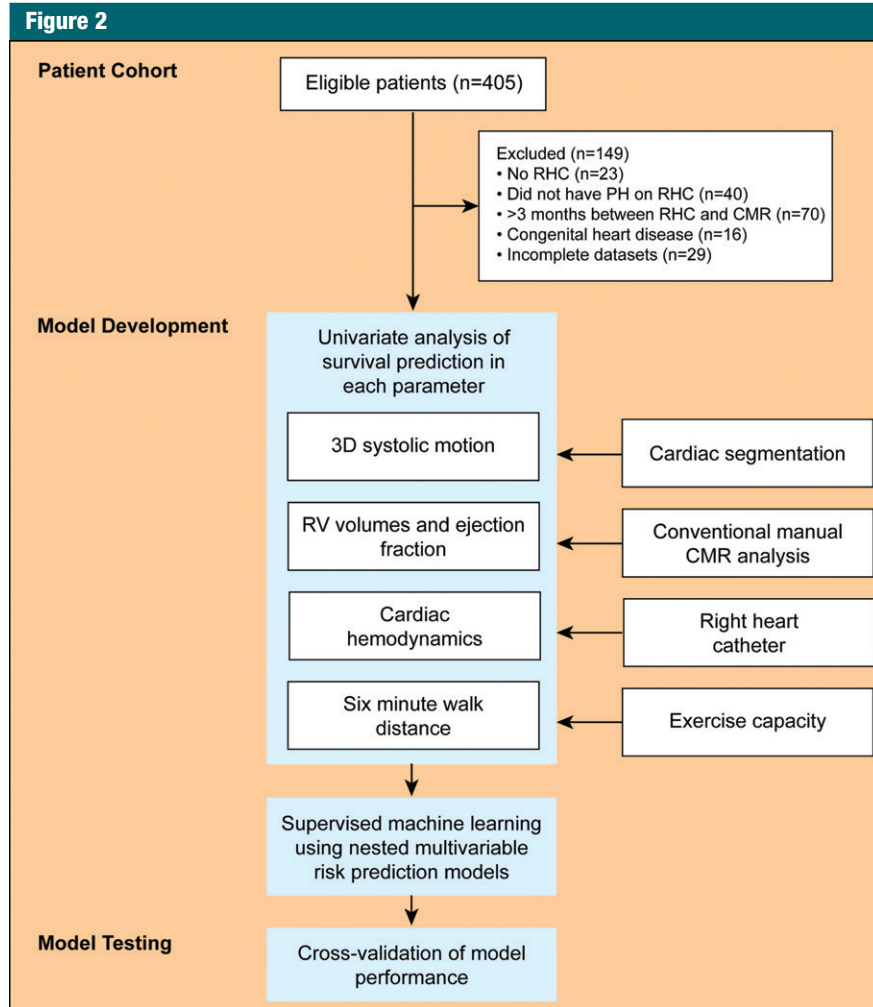 Figure 2
Patient Cohort
Eligible patients (n=405)
Excluded (n=149)
• No RHC (n=23)
• Did not have PH on RHC (n=40)
• >3 months between RHC and CMR (n=70)
• Congenital heart disease (n=16)
• Incomplete datasets (n=29)
Model Development
Univariate analysis of
survival prediction in
each parameter
3D systolic motion
Cardiac segmentation
RV volumes and ejection
fraction
Conventional manual
CMR analysis
Cardiac
hemodynamics
Right heart
catheter
Six minute walk
distance
Exercise capacity
Supervised machine learning
using nested multivariable
risk prediction models
Model Testing
Cross-validation of model
performance